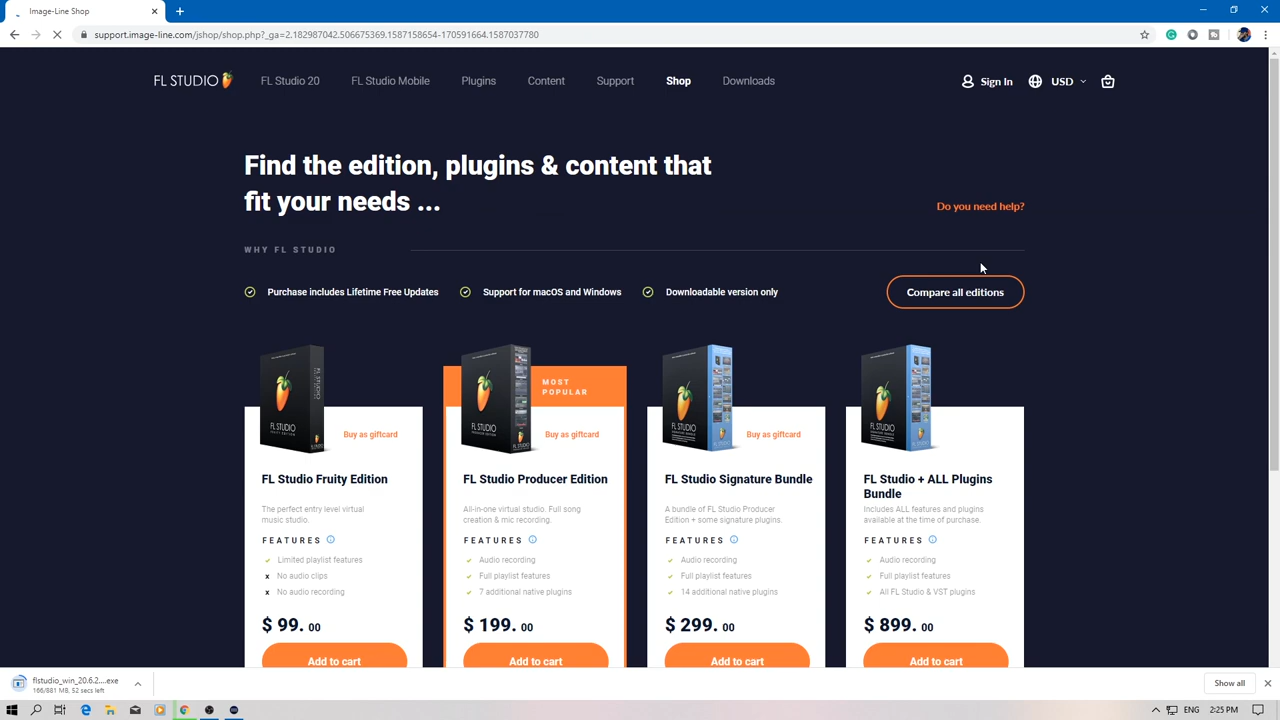 Image-Line Shop
support.image-line.com/jshop/shop.php?_ga=2.182987042.506675369.1587158654-170591664.1587037780
FL STUDIO
FL Studio 20
FL Studio Mobile
Plugins
Content
Support
Shop
Downloads
Sign In
USD
Find the edition, plugins & content that
fit your needs ...
Do you need help?
WHY FL STUDIO
Purchase includes Lifetime Free Updates
Support for macOS and Windows
Downloadable version only
Compare all editions
MOST
POPULAR
Buy as giftcard
Buy as giftcard
Buy as giftcard
FL Studio Fruity Edition
The perfect entry level virtual
music studio.
FEATURES
Limited playlist features
x No audio clips
x No audio recording
$ 99. 00
Add to cart
FL Studio Producer Edition
All-in-one virtual studio. Full song
creation & mic recording.
FEATURES
Audio recording
Full playlist features
7 additional native plugins
$ 199. 00
Add to cart
FL Studio Signature Bundle
A bundle of FL Studio Producer
Edition + some signature plugins.
FEATURES
Audio recording
Full playlist features
14 additional native plugins
$ 299. 00
Add to cart
FL Studio + ALL Plugins
Bundle
Includes ALL features and plugins
available at the time of purchase.
FEATURES
Audio recording
Full playlist features
All FL Studio & VST plugins
$ 899. 00
Add to cart
flstudio_win_20.6.2....exe
166/881 MB, 52 secs left
Show all
ENG
2:25 PM